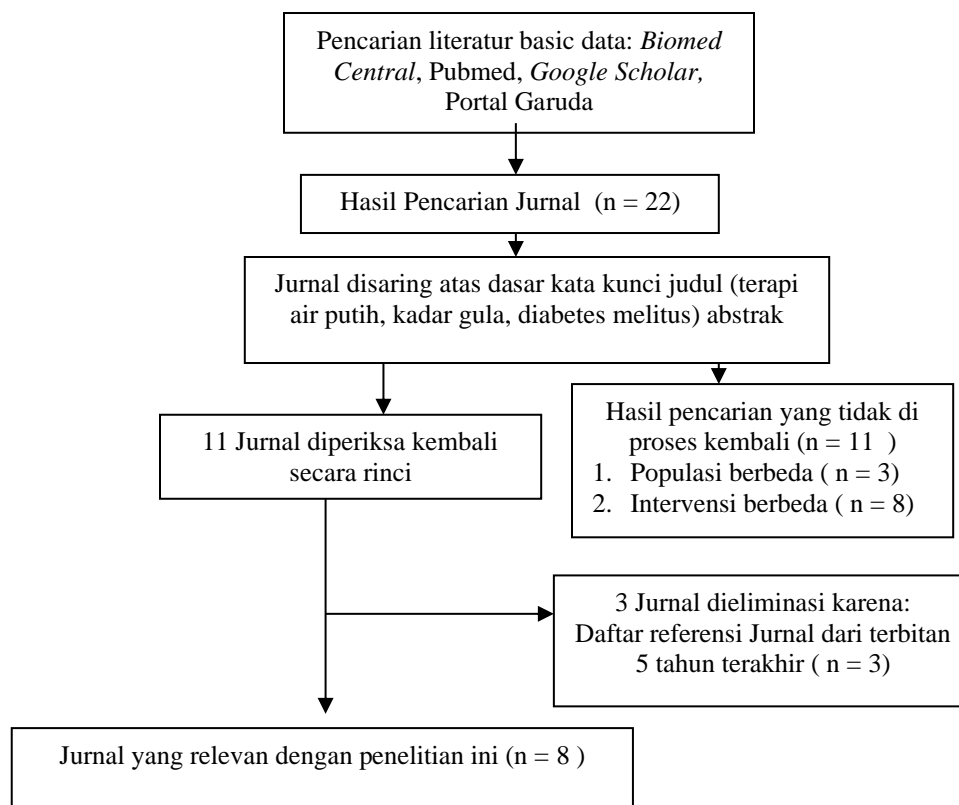 Pencarian literatur basic data: Biomed
Central, Pubmed, Google Scholar,
Portal Garuda
Hasil Pencarian Jurnal (n = 22)
Jurnal disaring atas dasar kata kunci judul (terapi
air putih, kadar gula, diabetes melitus) abstrak
11 Jurnal diperiksa kembali
secara rinci
Hasil pencarian yang tidak di
proses kembali (n = 11 )
1. Populasi berbeda ( n = 3)
2. Intervensi berbeda ( n = 8)
3 Jurnal dieliminasi karena:
Daftar referensi Jurnal dari terbitan
5 tahun terakhir ( n = 3)
Jurnal yang relevan dengan penelitian ini (n = 8 )